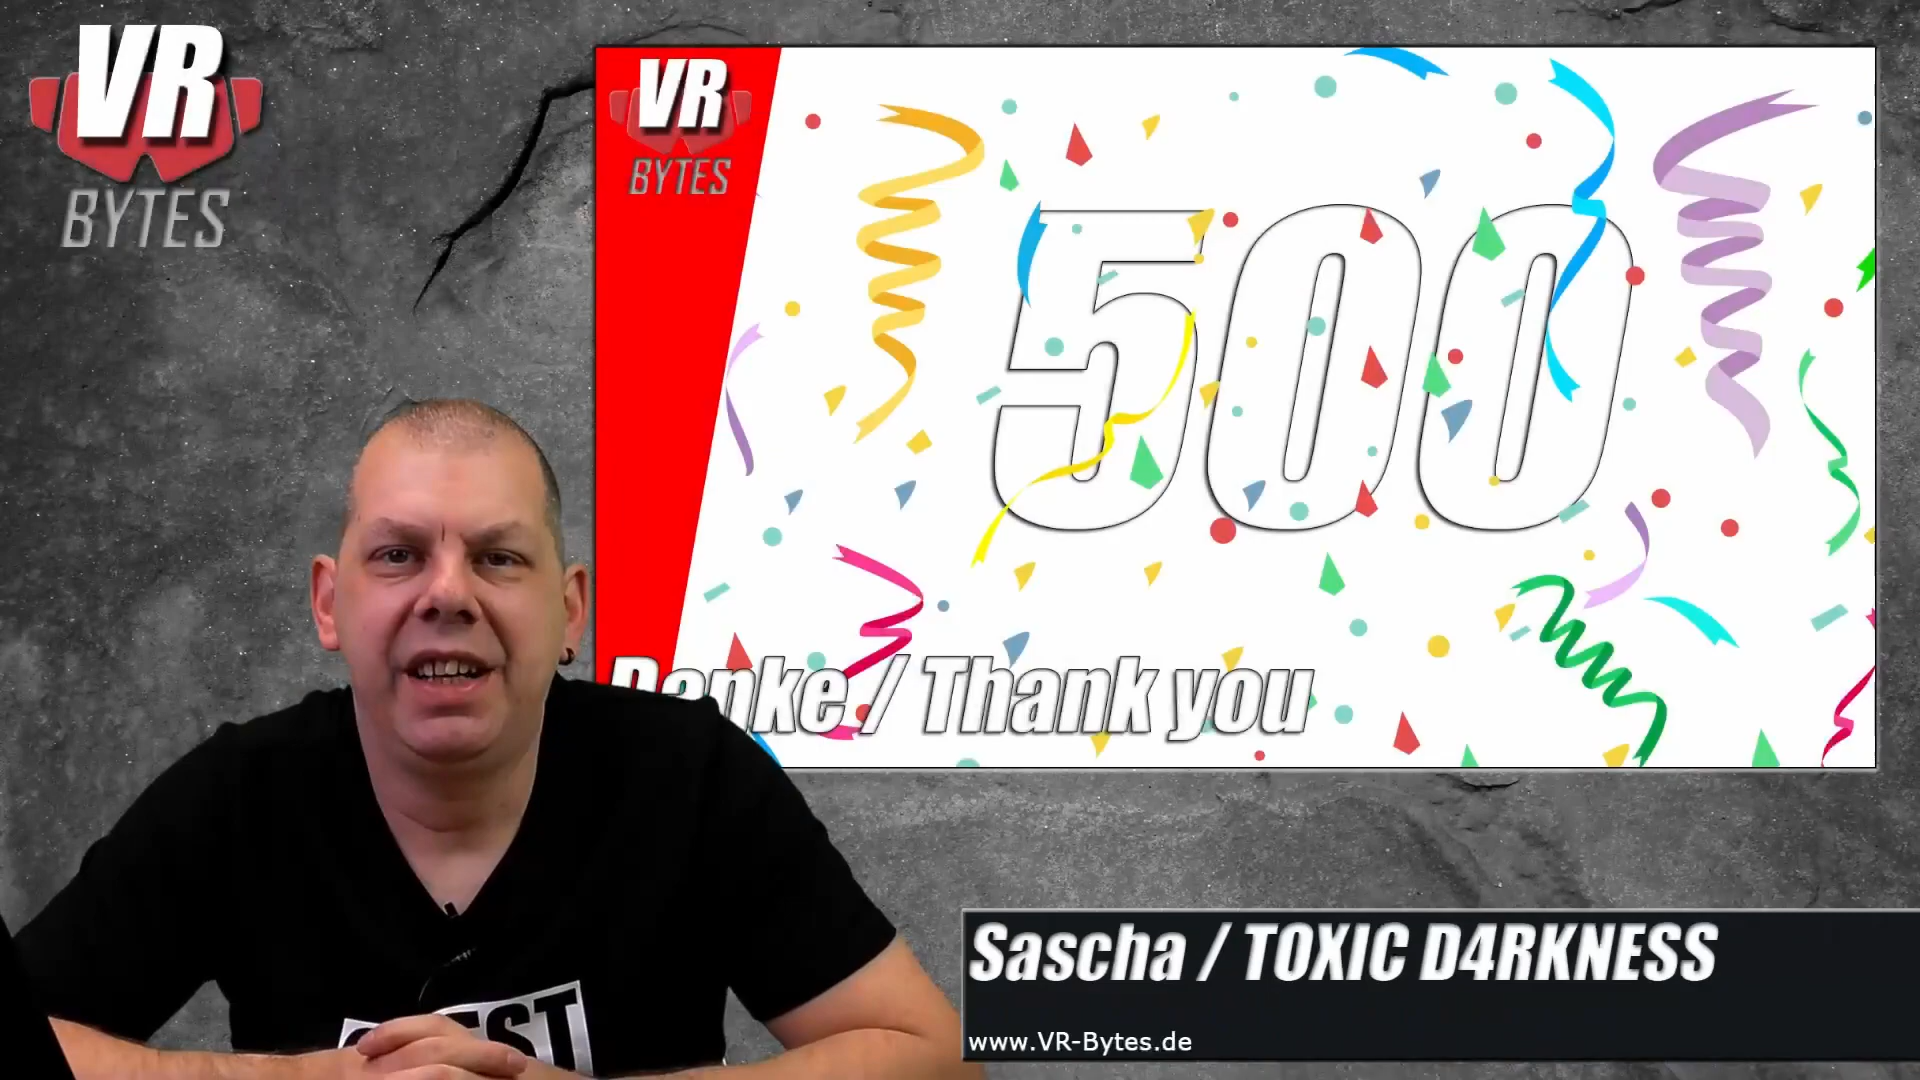 VR
BYTES
VR
BYTES
500
Danke / Thank you
Sascha / TOXIC D4RKNESS
www.VR-Bytes.de